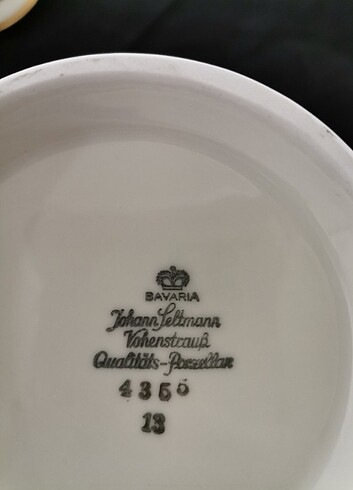 BAVARIA
Johann Seltmann
Vohenstrauß
Qualitäts-Porzellan
4350
13